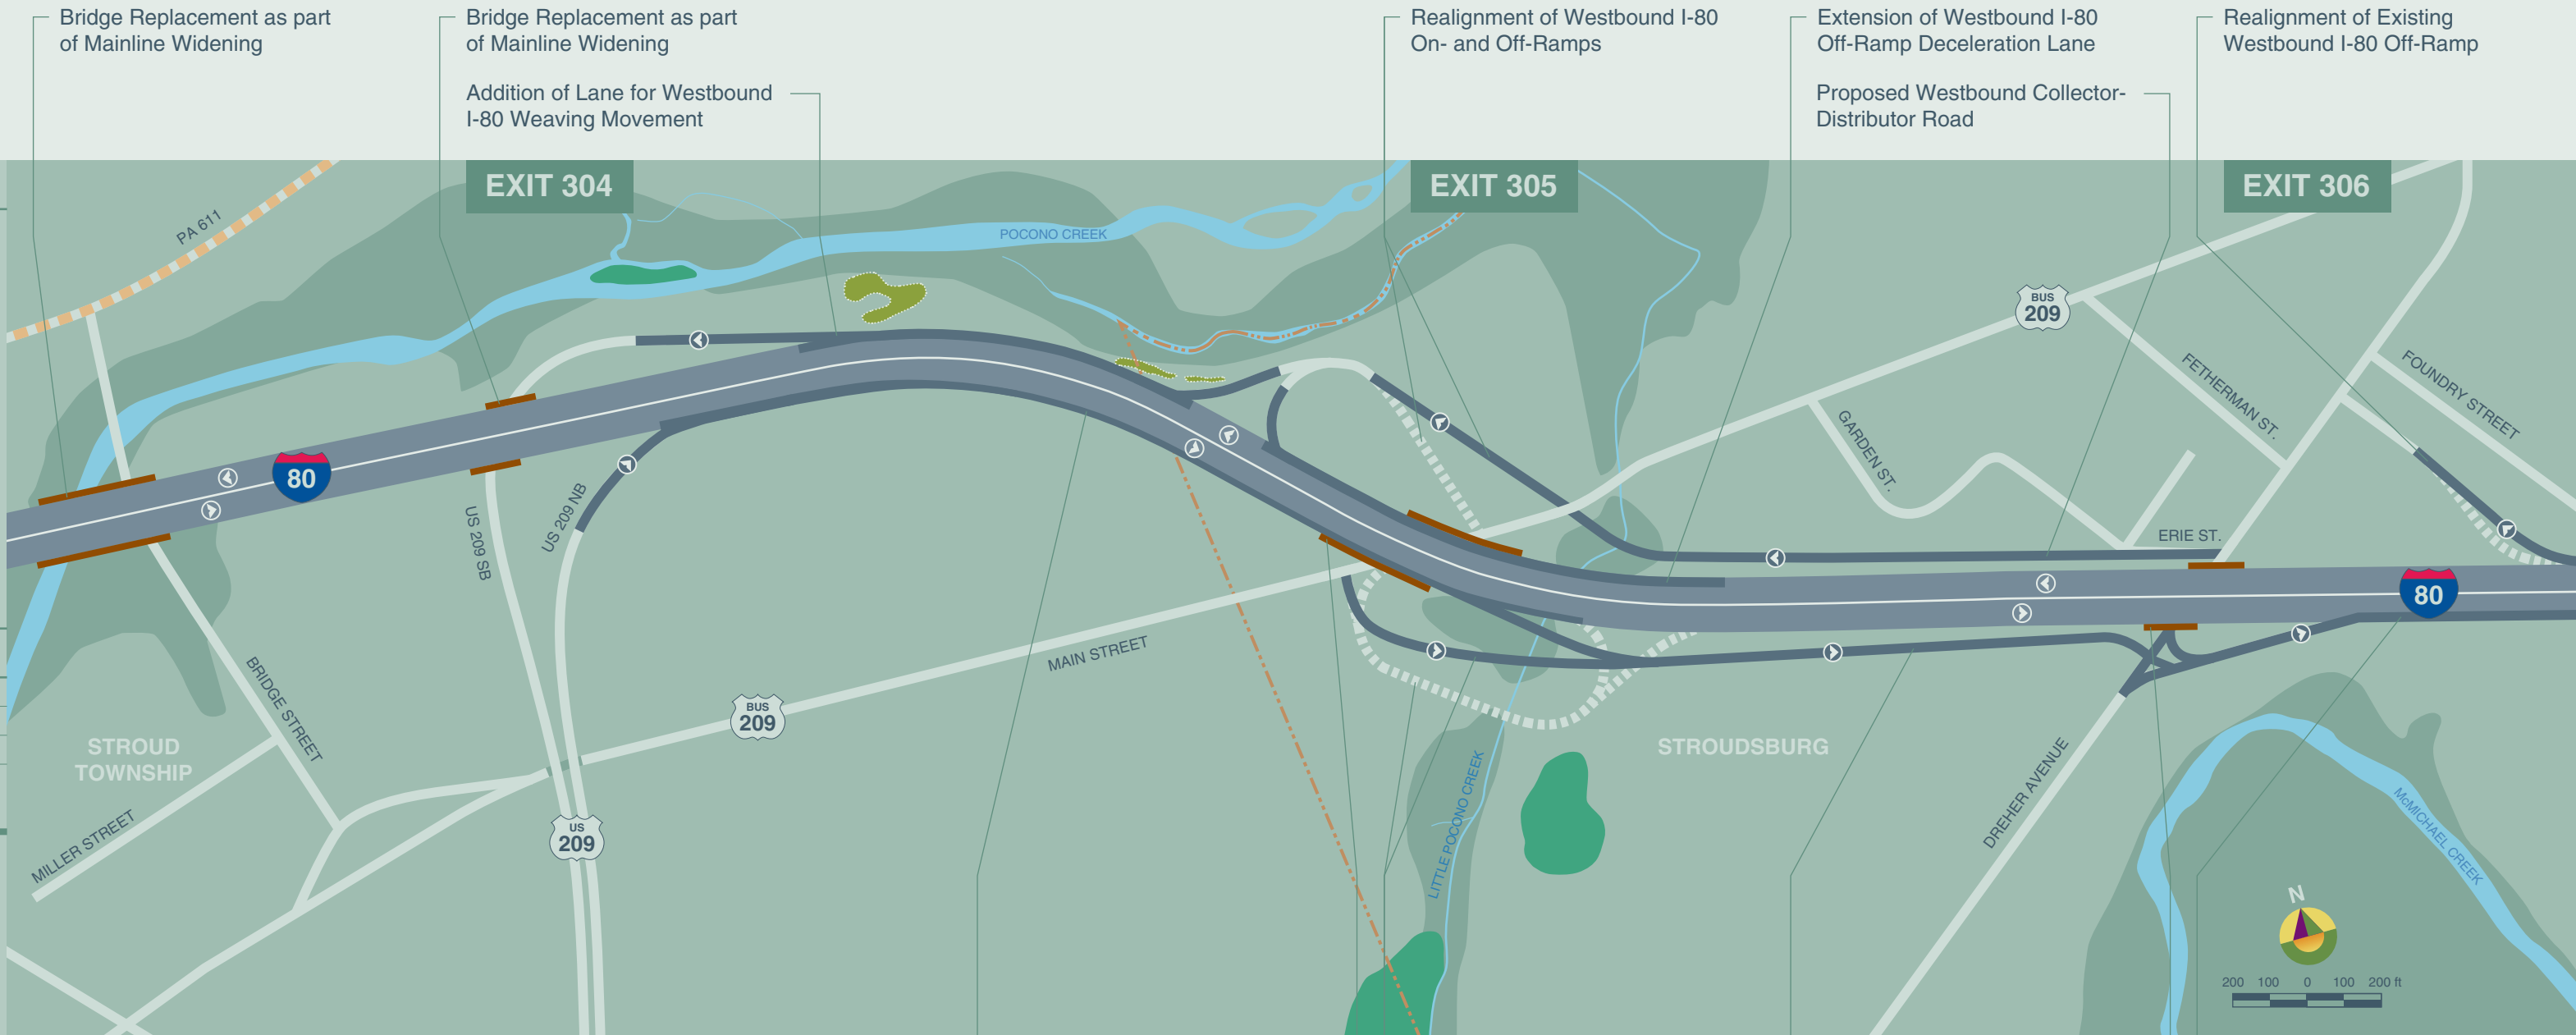 Bridge Replacement as part
of Mainline Widening
Bridge Replacement as part
of Mainline Widening
Addition of Lane for Westbound
I-80 Weaving Movement
Realignment of Westbound I-80
On- and Off-Ramps
Extension of Westbound I-80
Off-Ramp Deceleration Lane
Proposed Westbound Collector-
Distributor Road
Realignment of Existing
Westbound I-80 Off-Ramp
EXIT 304
EXIT 305
EXIT 306
PA 611
POCONO CREEK
BUS
209
FETHERMAN ST.
FOUNDRY STREET
GARDEN ST.
80
US 209 SB
US 209 NB
ERIE ST.
80
MAIN STREET
BRIDGE STREET
BUS
209
STROUD
TOWNSHIP
STROUDSBURG
MILLER STREET
US
209
LITTLE POCONO CREEK
DREHER AVENUE
McMICHAEL CREEK
N
200 100 0 100 200 ft